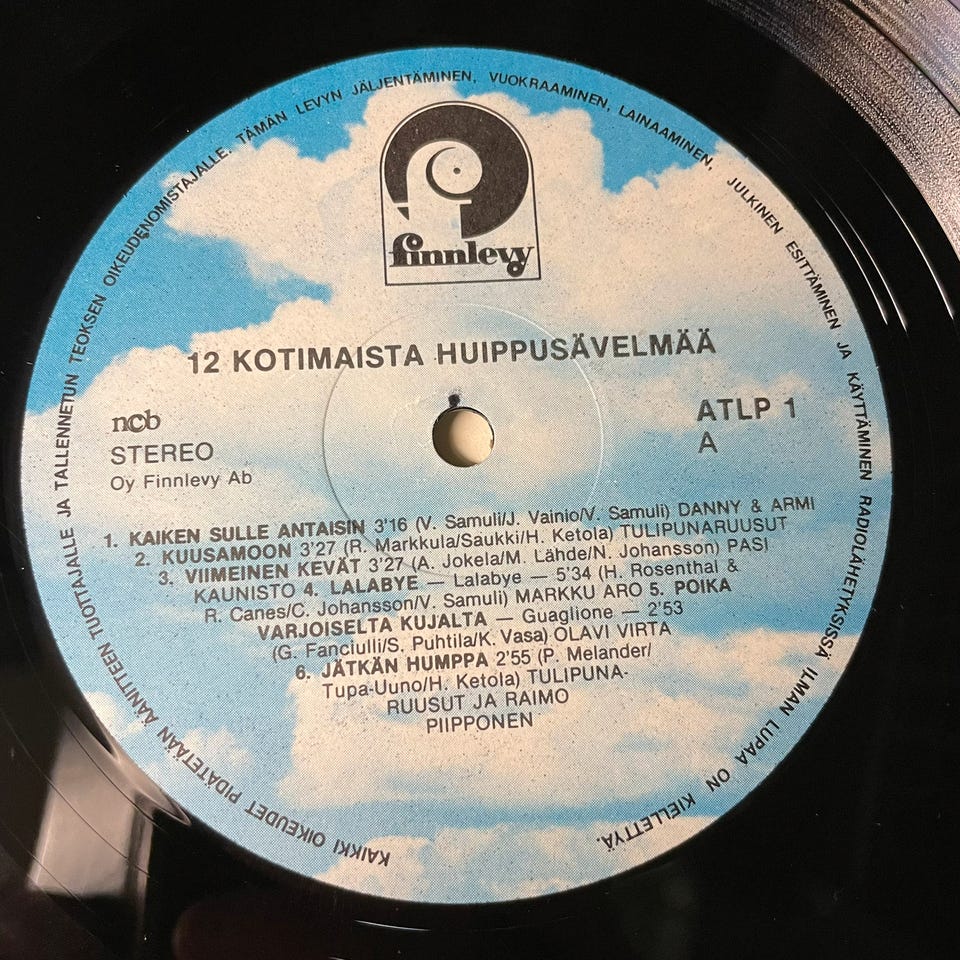 KAIKKI OIKEUDET PIDÄTETÄÄN ÄÄNITTEEN TUOTTAJALLE JA TALLENNETUN TEOKSEN OIKEUDENOMISTAJALLE. TÄMÄN LEVYN JÄLJENTÄMINEN, VUOKRAAMINEN, LAINAAMINEN, JULKINEN ESITTÄMINEN JA KÄYTTÄMINEN RADIOLÄHETYKSISSÄ ILMAN LUPAA ON KIELLETTYÄ.
finnlevy
12 KOTIMAISTA HUIPPUSÄVELMÄÄ
ncb
STEREO
Oy Finnlevy Ab
ATLP 1
A
1. KAIKEN SULLE ANTAISIN 3'16 (V. Samuli/J. Vainio/V. Samuli) DANNY & ARMI
2. KUUSAMOON 3'27 (R. Markkula/Saukki/H. Ketola) TULIPUNARUUSUT
3. VIIMEINEN KEVÄT 3'27 (A. Jokela/M. Lähde/N. Johansson) PASI
KAUNISTO 4. LALABYE — Lalabye — 5'34 (H. Rosenthal &
R. Canes/C. Johansson/V. Samuli) MARKKU ARO 5. POIKA
VARJOISELTA KUJALTA — Guaglione — 2'53
(G. Fanciulli/S. Puhtila/K. Vasa) OLAVI VIRTA
6. JÄTKÄN HUMPPA 2'55 (P. Melander/
Tupa-Uuno/H. Ketola) TULIPUNA-
RUUSUT JA RAIMO
PIIPPONEN